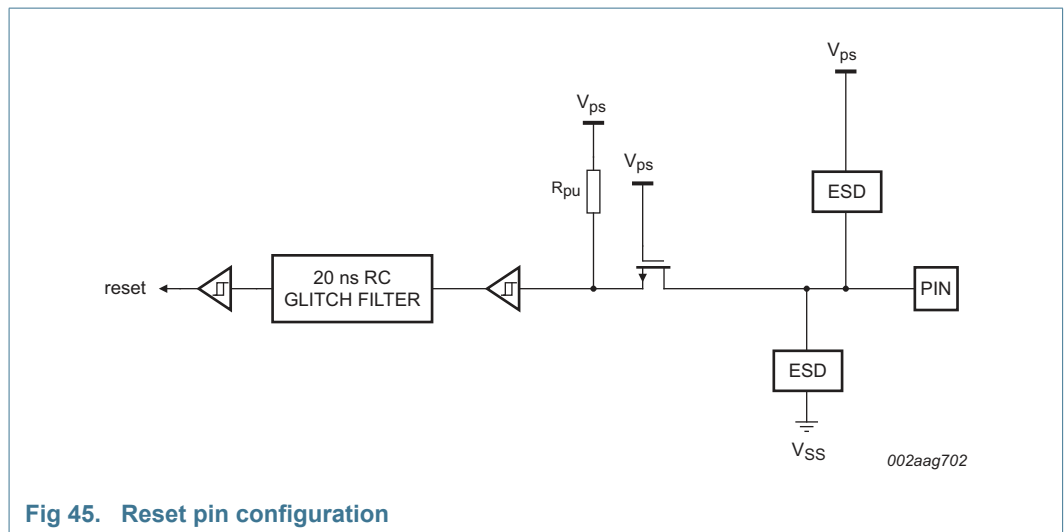 Vps
Vps
Vps
Rpu
ESD
reset
20 ns RC
GLITCH FILTER
PIN
ESD
VSS
002aag702
Fig 45. Reset pin configuration